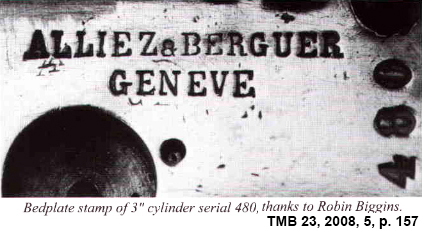 ALLIEZ & BERGUER
GENEVE
480
Bedplate stamp of 3" cylinder serial 480, thanks to Robin Biggins.
TMB 23, 2008, 5, p. 157